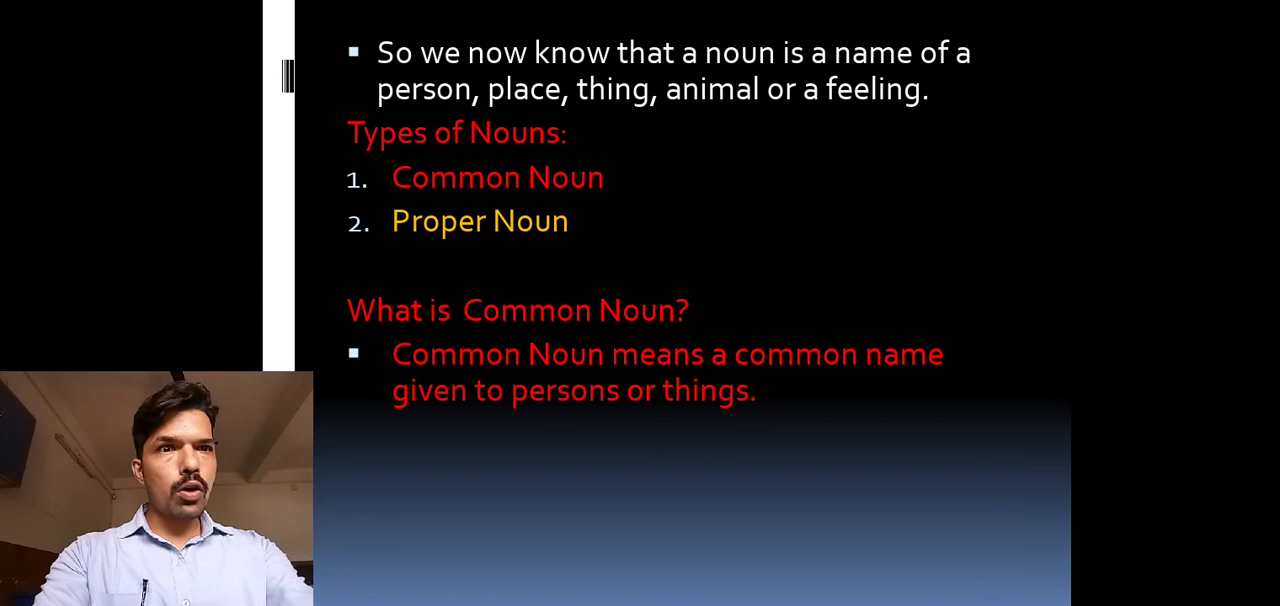 So we now know that a noun is a name of a
person, place, thing, animal or a feeling.
Types of Nouns:
1. Common Noun
2. Proper Noun
What is Common Noun?
Common Noun means a common name
given to persons or things.